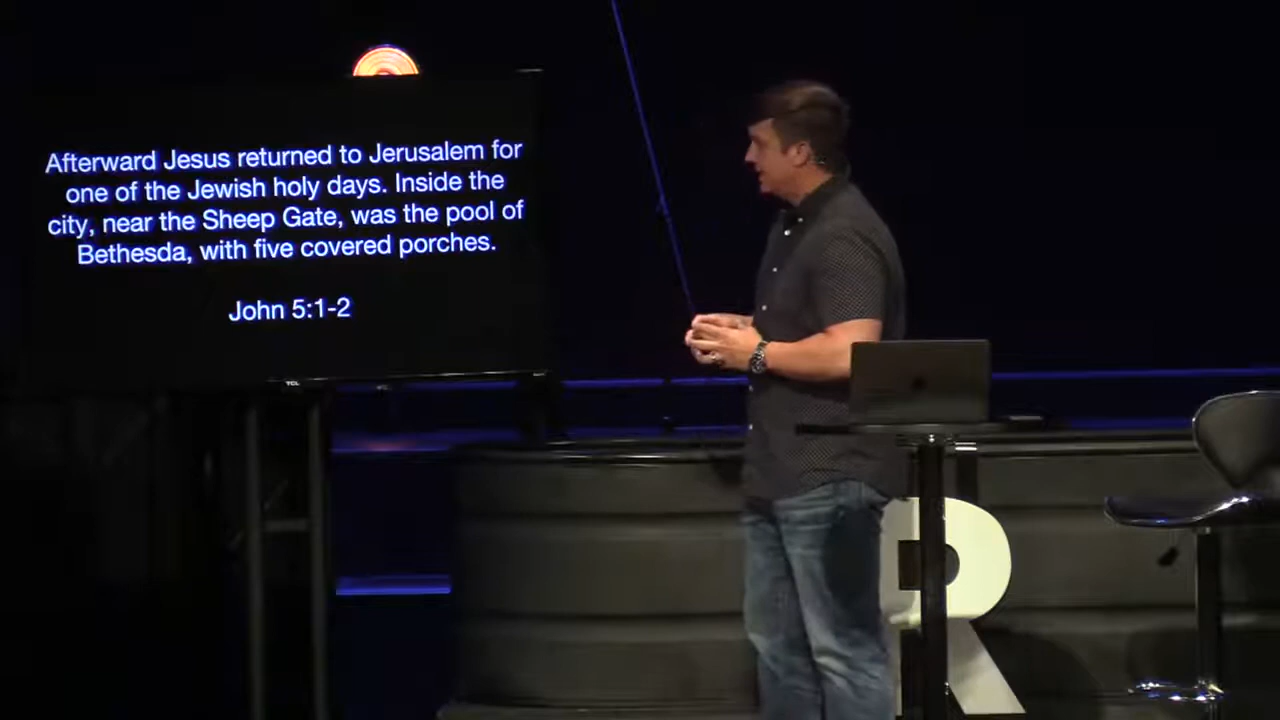 Afterward Jesus returned to Jerusalem for
one of the Jewish holy days. Inside the
city, near the Sheep Gate, was the pool of
Bethesda, with five covered porches.
John 5:1-2
TCL
R